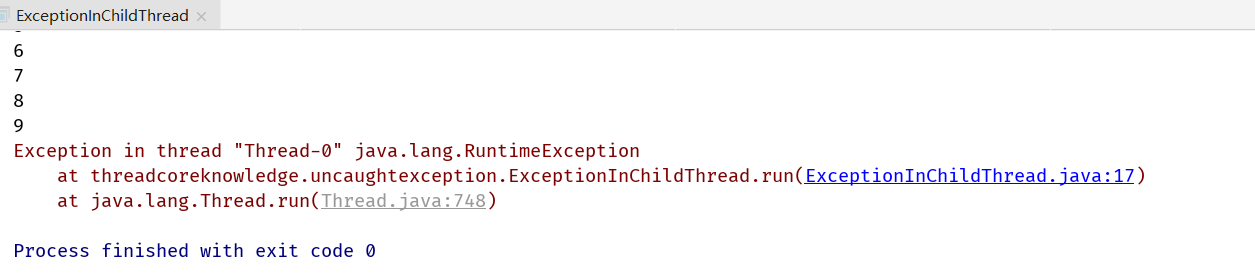 ExceptionInChildThread
6
7
8
9
Exception in thread "Thread-0" java.lang.RuntimeException
    at threadcoreknowledge.uncaughtexception.ExceptionInChildThread.run(ExceptionInChildThread.java:17)
    at java.lang.Thread.run(Thread.java:748)
Process finished with exit code 0